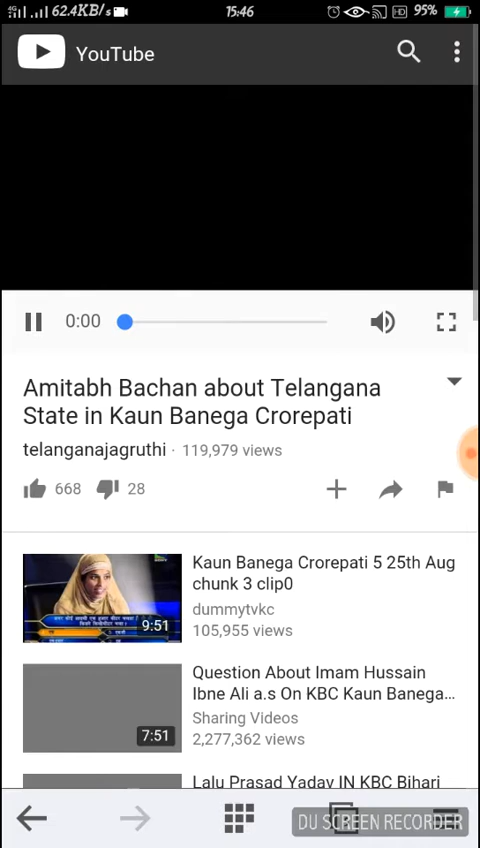 4G 62.4KB/s 15:46 HD 95%
YouTube
0:00
Amitabh Bachan about Telangana
State in Kaun Banega Crorepati
telanganajagruthi · 119,979 views
668 28
Kaun Banega Crorepati 5 25th Aug
chunk 3 clip0
dummytvkc
105,955 views
9:51
Question About Imam Hussain
Ibne Ali a.s On KBC Kaun Banega...
Sharing Videos
2,277,362 views
7:51
Lalu Prasad Yadav IN KBC Bihari
DU SCREEN RECORDER